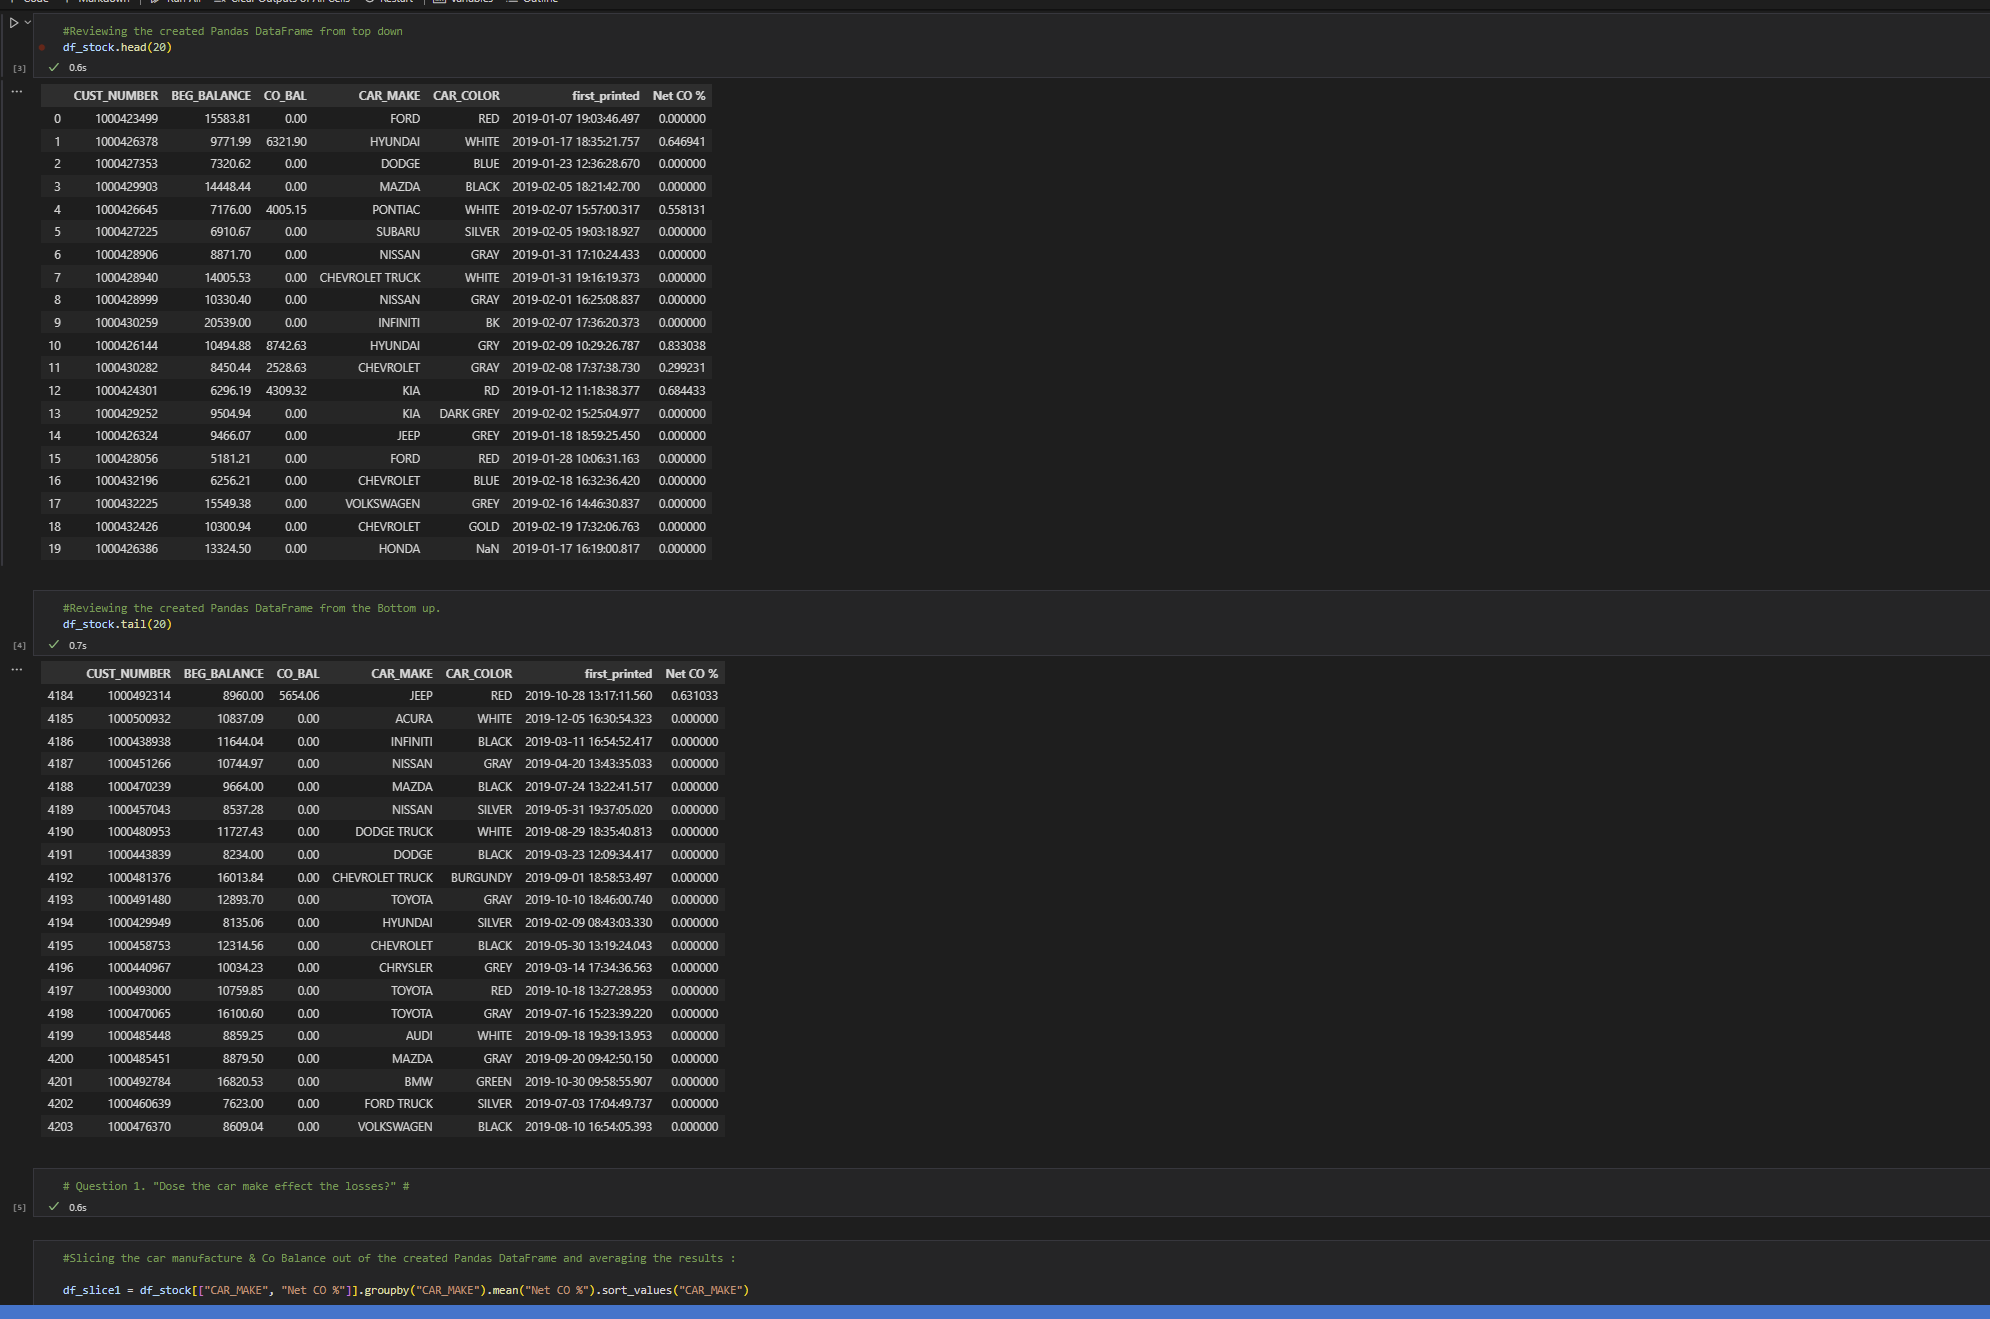 Code Markdown Run All Clear Outputs of All Cells Restart Variables Outline
#Reviewing the created Pandas DataFrame from top down
df_stock.head(20)
[3] 0.6s
CUST_NUMBER BEG_BALANCE CO_BAL CAR_MAKE CAR_COLOR first_printed Net CO %
0 1000423499 15583.81 0.00 FORD RED 2019-01-07 19:03:46.497 0.000000
1 1000426378 9771.99 6321.90 HYUNDAI WHITE 2019-01-17 18:35:21.757 0.646941
2 1000427353 7320.62 0.00 DODGE BLUE 2019-01-23 12:36:28.670 0.000000
3 1000429903 14448.44 0.00 MAZDA BLACK 2019-02-05 18:21:42.700 0.000000
4 1000426645 7176.00 4005.15 PONTIAC WHITE 2019-02-07 15:57:00.317 0.558131
5 1000427225 6910.67 0.00 SUBARU SILVER 2019-02-05 19:03:18.927 0.000000
6 1000428906 8871.70 0.00 NISSAN GRAY 2019-01-31 17:10:24.433 0.000000
7 1000428940 14005.53 0.00 CHEVROLET TRUCK WHITE 2019-01-31 19:16:19.373 0.000000
8 1000428999 10330.40 0.00 NISSAN GRAY 2019-02-01 16:25:08.837 0.000000
9 1000430259 20539.00 0.00 INFINITI BK 2019-02-07 17:36:20.373 0.000000
10 1000426144 10494.88 8742.63 HYUNDAI GRY 2019-02-09 10:29:26.787 0.833038
11 1000430282 8450.44 2528.63 CHEVROLET GRAY 2019-02-08 17:37:38.730 0.299231
12 1000424301 6296.19 4309.32 KIA RD 2019-01-12 11:18:38.377 0.684433
13 1000429252 9504.94 0.00 KIA DARK GREY 2019-02-02 15:25:04.977 0.000000
14 1000426324 9466.07 0.00 JEEP GREY 2019-01-18 18:59:25.450 0.000000
15 1000428056 5181.21 0.00 FORD RED 2019-01-28 10:06:31.163 0.000000
16 1000432196 6256.21 0.00 CHEVROLET BLUE 2019-02-18 16:32:36.420 0.000000
17 1000432225 15549.38 0.00 VOLKSWAGEN GREY 2019-02-16 14:46:30.837 0.000000
18 1000432426 10300.94 0.00 CHEVROLET GOLD 2019-02-19 17:32:06.763 0.000000
19 1000426386 13324.50 0.00 HONDA NaN 2019-01-17 16:19:00.817 0.000000
#Reviewing the created Pandas DataFrame from the Bottom up.
df_stock.tail(20)
[4] 0.7s
CUST_NUMBER BEG_BALANCE CO_BAL CAR_MAKE CAR_COLOR first_printed Net CO %
4184 1000492314 8960.00 5654.06 JEEP RED 2019-10-28 13:17:11.560 0.631033
4185 1000500932 10837.09 0.00 ACURA WHITE 2019-12-05 16:30:54.323 0.000000
4186 1000438938 11644.04 0.00 INFINITI BLACK 2019-03-11 16:54:52.417 0.000000
4187 1000451266 10744.97 0.00 NISSAN GRAY 2019-04-20 13:43:35.033 0.000000
4188 1000470239 9664.00 0.00 MAZDA BLACK 2019-07-24 13:22:41.517 0.000000
4189 1000457043 8537.28 0.00 NISSAN SILVER 2019-05-31 19:37:05.020 0.000000
4190 1000480953 11727.43 0.00 DODGE TRUCK WHITE 2019-08-29 18:35:40.813 0.000000
4191 1000443839 8234.00 0.00 DODGE BLACK 2019-03-23 12:09:34.417 0.000000
4192 1000481376 16013.84 0.00 CHEVROLET TRUCK BURGUNDY 2019-09-01 18:58:53.497 0.000000
4193 1000491480 12893.70 0.00 TOYOTA GRAY 2019-10-10 18:46:00.740 0.000000
4194 1000429949 8135.06 0.00 HYUNDAI SILVER 2019-02-09 08:43:03.330 0.000000
4195 1000458753 12314.56 0.00 CHEVROLET BLACK 2019-05-30 13:19:24.043 0.000000
4196 1000440967 10034.23 0.00 CHRYSLER GREY 2019-03-14 17:34:36.563 0.000000
4197 1000493000 10759.85 0.00 TOYOTA RED 2019-10-18 13:27:28.953 0.000000
4198 1000470065 16100.60 0.00 TOYOTA GRAY 2019-07-16 15:23:39.220 0.000000
4199 1000485448 8859.25 0.00 AUDI WHITE 2019-09-18 19:39:13.953 0.000000
4200 1000485451 8879.50 0.00 MAZDA GRAY 2019-09-20 09:42:50.150 0.000000
4201 1000492784 16820.53 0.00 BMW GREEN 2019-10-30 09:58:55.907 0.000000
4202 1000460639 7623.00 0.00 FORD TRUCK SILVER 2019-07-03 17:04:49.737 0.000000
4203 1000476370 8609.04 0.00 VOLKSWAGEN BLACK 2019-08-10 16:54:05.393 0.000000
# Question 1. "Dose the car make effect the losses?" #
[5] 0.6s
#Slicing the car manufacture & Co Balance out of the created Pandas DataFrame and averaging the results :
df_slice1 = df_stock[["CAR_MAKE", "Net CO %"]].groupby("CAR_MAKE").mean("Net CO %").sort_values("CAR_MAKE")